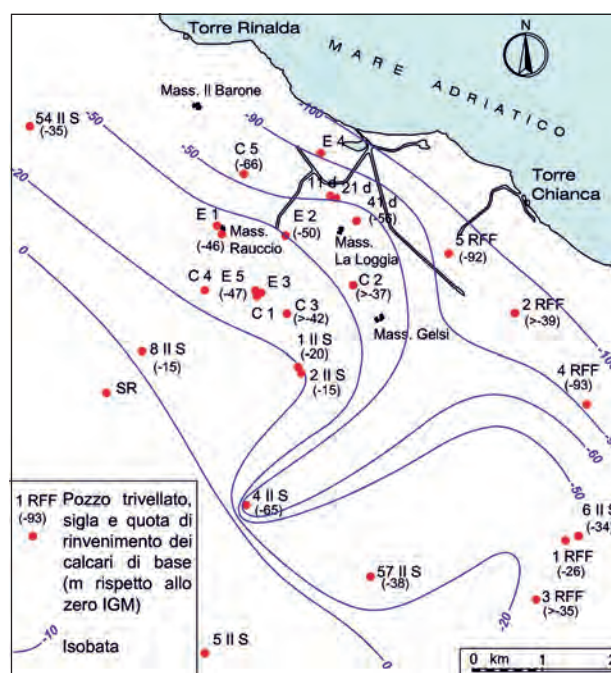 Torre Rinalda
MARE ADRIATICO
N
Mass. Il Barone
54 II S
(-35)
-50
-100
-90
E 4
C 5
(-66)
-50
Torre
Chianca
-20
11 d
21 d
41 d
(-56)
E 1
E 2
(-50)
Mass.
Rauccio
(-46)
Mass.
La Loggia
5 RFF
(-92)
0
C 4
E 5
(-47)
E 3
C 2
(>-37)
C 1
C 3
(>-42)
Mass. Gelsi
2 RFF
(>-39)
8 II S
(-15)
1 II S
(-20)
2 II S
(-15)
-100
SR
4 RFF
(-93)
-60
-50
4 II S
(-65)
6 II S
(-34)
1 RFF
(-26)
57 II S
(-38)
3 RFF
(>-35)
-20
5 II S
0
1 RFF
(-93)
Pozzo trivellato,
sigla e quota di
rinvenimento dei
calcari di base
(m rispetto allo
zero IGM)
-10
Isobata
0 km 1 2